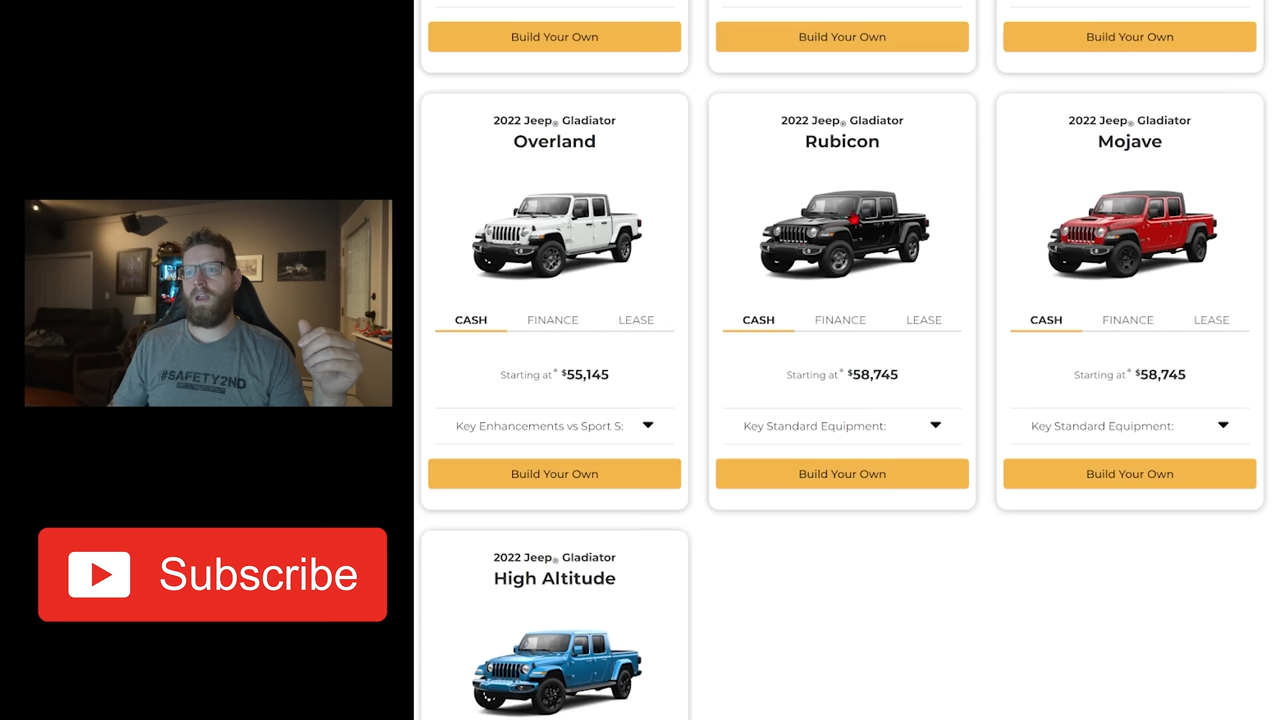 Build Your Own
Build Your Own
Build Your Own
2022 Jeep® Gladiator
Overland
CASH
FINANCE
LEASE
Starting at* $55,145
Key Enhancements vs Sport S:
Build Your Own
2022 Jeep® Gladiator
Rubicon
CASH
FINANCE
LEASE
Starting at* $58,745
Key Standard Equipment:
Build Your Own
2022 Jeep® Gladiator
Mojave
CASH
FINANCE
LEASE
Starting at* $58,745
Key Standard Equipment:
Build Your Own
2022 Jeep® Gladiator
High Altitude
#SAFETY2ND
Subscribe